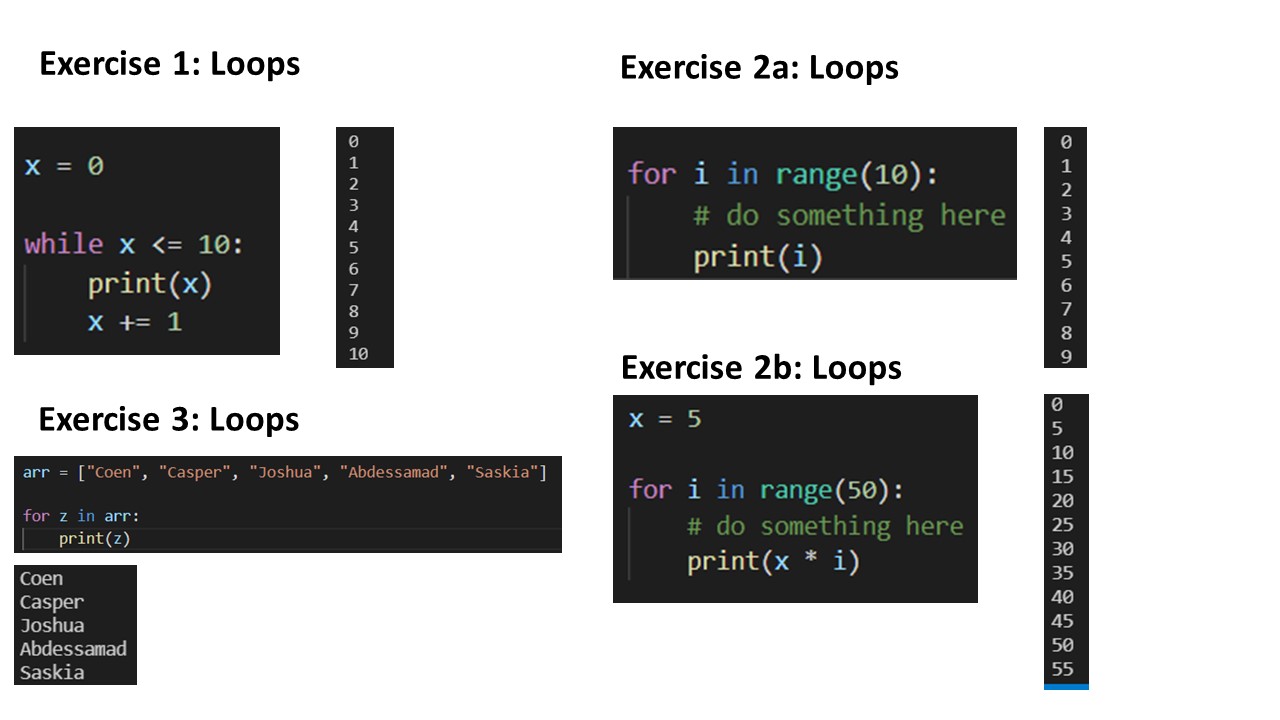 Exercise 1: Loops
x = 0
while x <= 10:
    print(x)
    x += 1
0
1
2
3
4
5
6
7
8
9
10
Exercise 2a: Loops
for i in range(10):
    # do something here
    print(i)
0
1
2
3
4
5
6
7
8
9
Exercise 3: Loops
arr = ["Coen", "Casper", "Joshua", "Abdessamad", "Saskia"]
for z in arr:
    print(z)
Coen
Casper
Joshua
Abdessamad
Saskia
Exercise 2b: Loops
x = 5
for i in range(50):
    # do something here
    print(x * i)
0
5
10
15
20
25
30
35
40
45
50
55